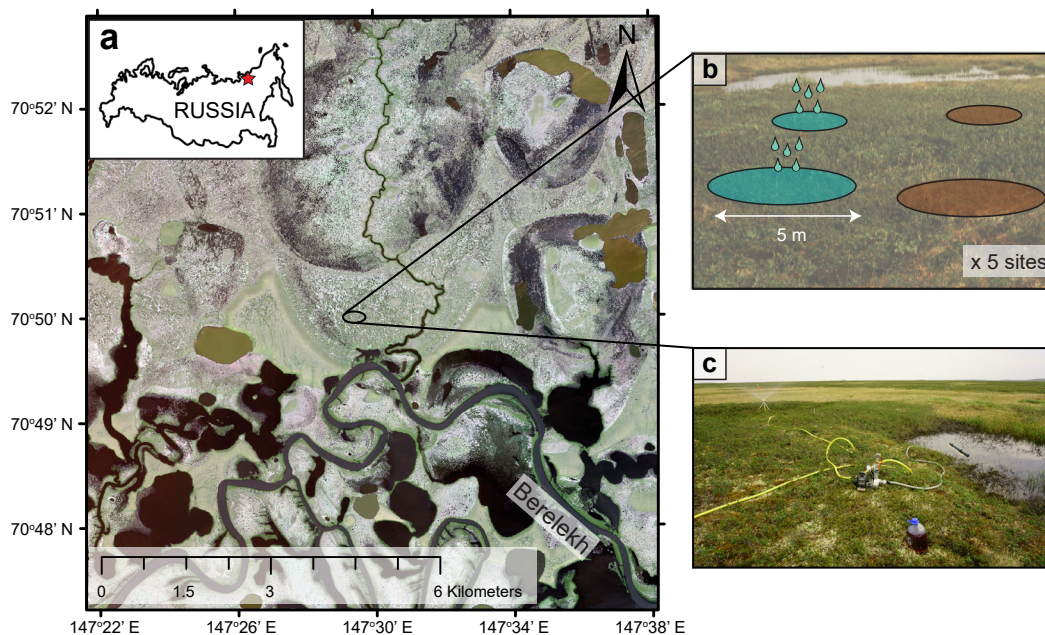 a
RUSSIA
N
70°52' N
70°51' N
70°50' N
70°49' N
70°48' N
Berelekh
0
1.5
3
6 Kilometers
147°22' E
147°26' E
147°30' E
147°34' E
147°38' E
b
5 m
x 5 sites
c